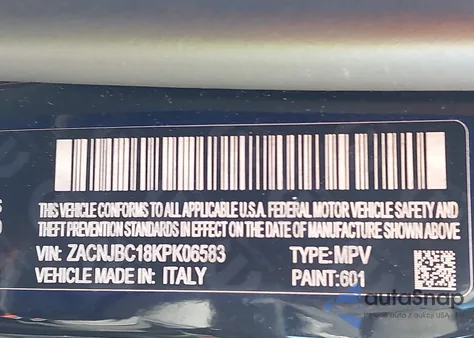 THIS VEHICLE CONFORMS TO ALL APPLICABLE U.S.A. FEDERAL MOTOR VEHICLE SAFETY AND
THEFT PREVENTION STANDARDS IN EFFECT ON THE DATE OF MANUFACTURE SHOWN ABOVE
VIN: ZACNJBC18KPK06583 TYPE:MPV
VEHICLE MADE IN: ITALY PAINT:601
autoSnap